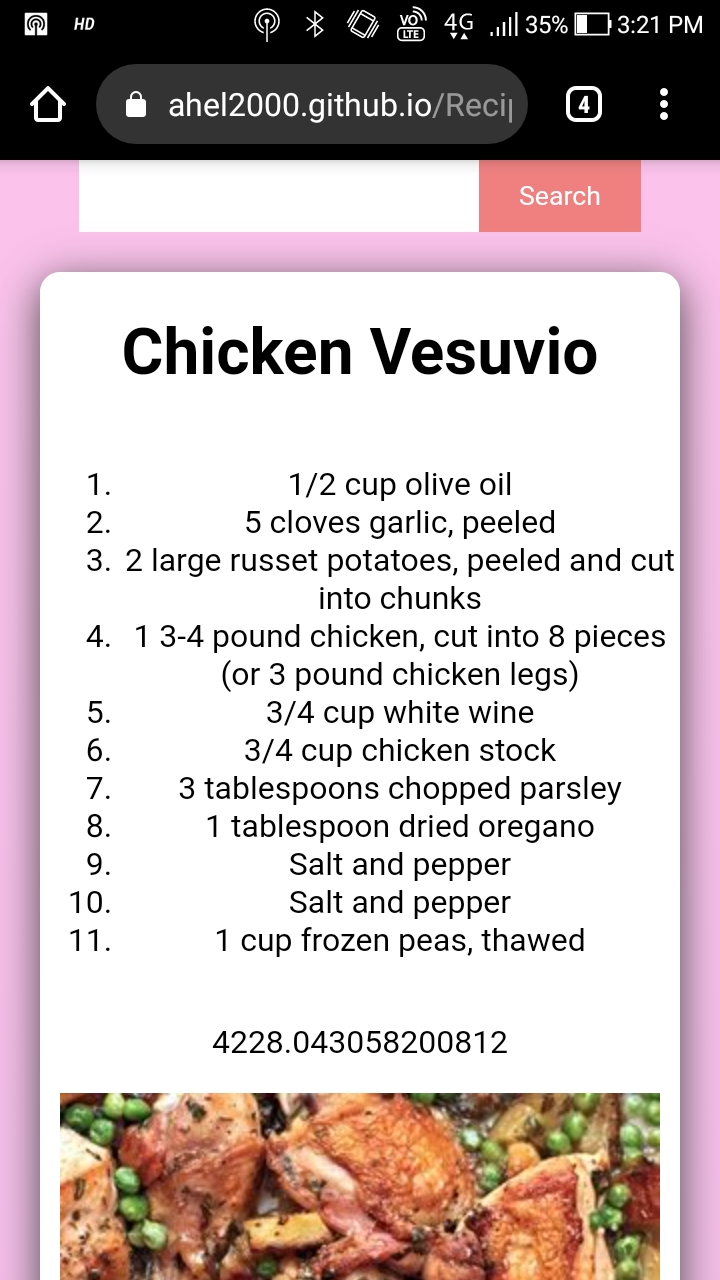 HD VO LTE 4G 35% 3:21 PM
ahel2000.github.io/Reci 4
Search
Chicken Vesuvio
1. 1/2 cup olive oil
2. 5 cloves garlic, peeled
3. 2 large russet potatoes, peeled and cut
into chunks
4. 1 3-4 pound chicken, cut into 8 pieces
(or 3 pound chicken legs)
5. 3/4 cup white wine
6. 3/4 cup chicken stock
7. 3 tablespoons chopped parsley
8. 1 tablespoon dried oregano
9. Salt and pepper
10. Salt and pepper
11. 1 cup frozen peas, thawed
4228.043058200812